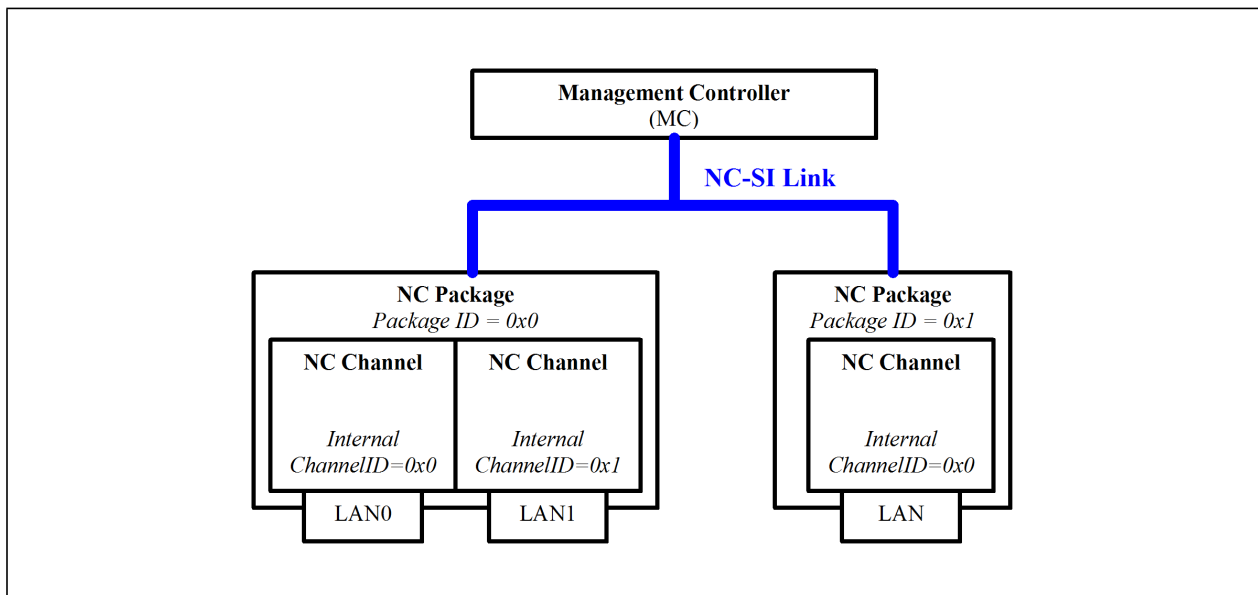 Management Controller
(MC)
NC-SI Link
NC Package
Package ID = 0x0
NC Channel
Internal
ChannelID=0x0
NC Channel
Internal
ChannelID=0x1
LAN0
LAN1
NC Package
Package ID = 0x1
NC Channel
Internal
ChannelID=0x0
LAN